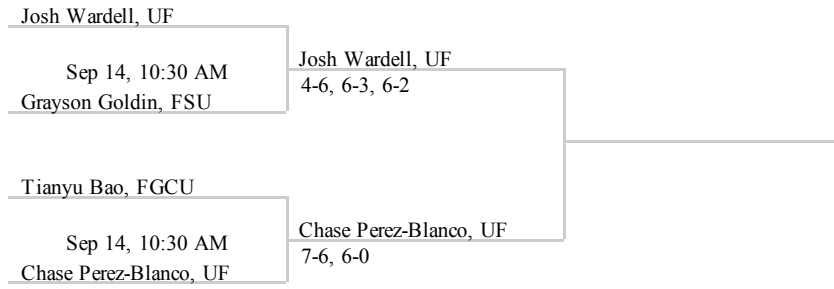 Josh Wardell, UF
Sep 14, 10:30 AM
Grayson Goldin, FSU
Josh Wardell, UF
4-6, 6-3, 6-2
Tianyu Bao, FGCU
Sep 14, 10:30 AM
Chase Perez-Blanco, UF
Chase Perez-Blanco, UF
7-6, 6-0